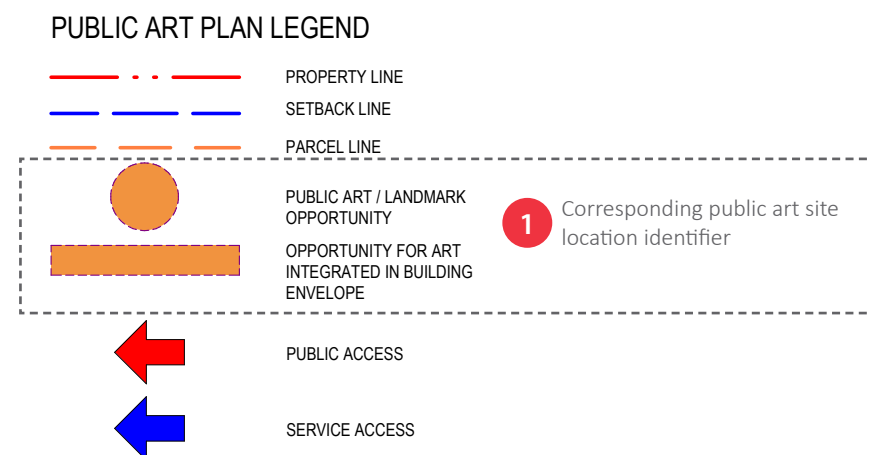 PUBLIC ART PLAN LEGEND
PROPERTY LINE
SETBACK LINE
PARCEL LINE
PUBLIC ART / LANDMARK
OPPORTUNITY
1
Corresponding public art site
location identifier
OPPORTUNITY FOR ART
INTEGRATED IN BUILDING
ENVELOPE
PUBLIC ACCESS
SERVICE ACCESS